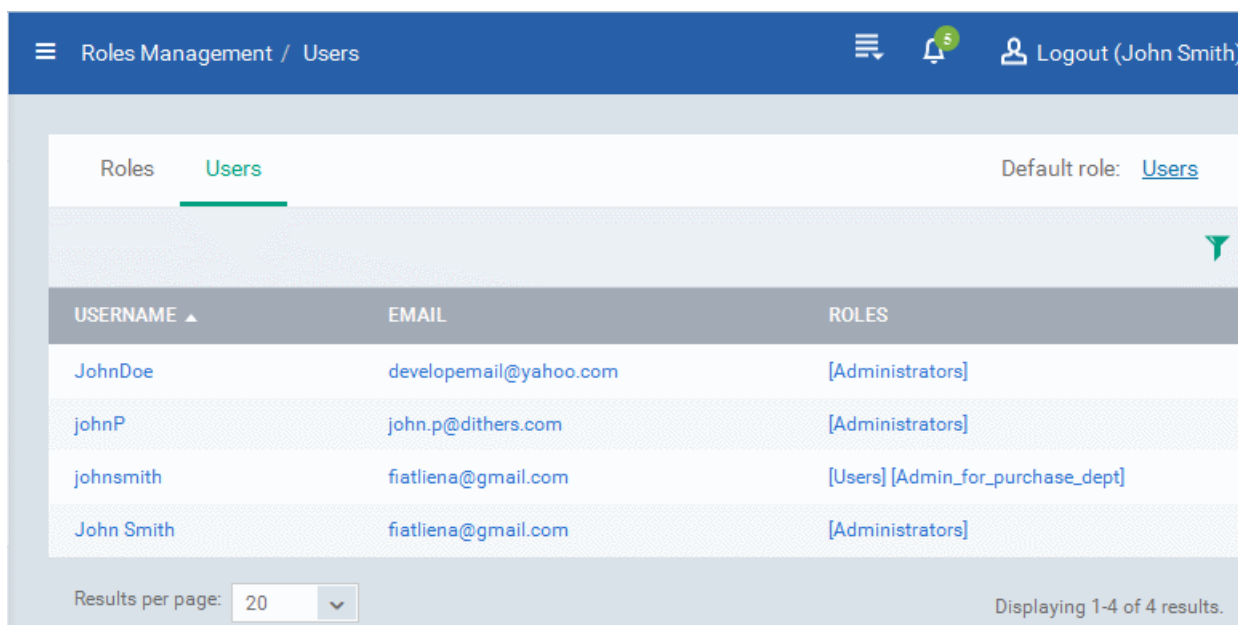 Roles Management / Users 5 Logout (John Smith)
Roles Users Default role: Users
USERNAME EMAIL ROLES
JohnDoe developemail@yahoo.com [Administrators]
johnP john.p@dithers.com [Administrators]
johnsmith fiatliena@gmail.com [Users] [Admin_for_purchase_dept]
John Smith fiatliena@gmail.com [Administrators]
Results per page: 20 Displaying 1-4 of 4 results.